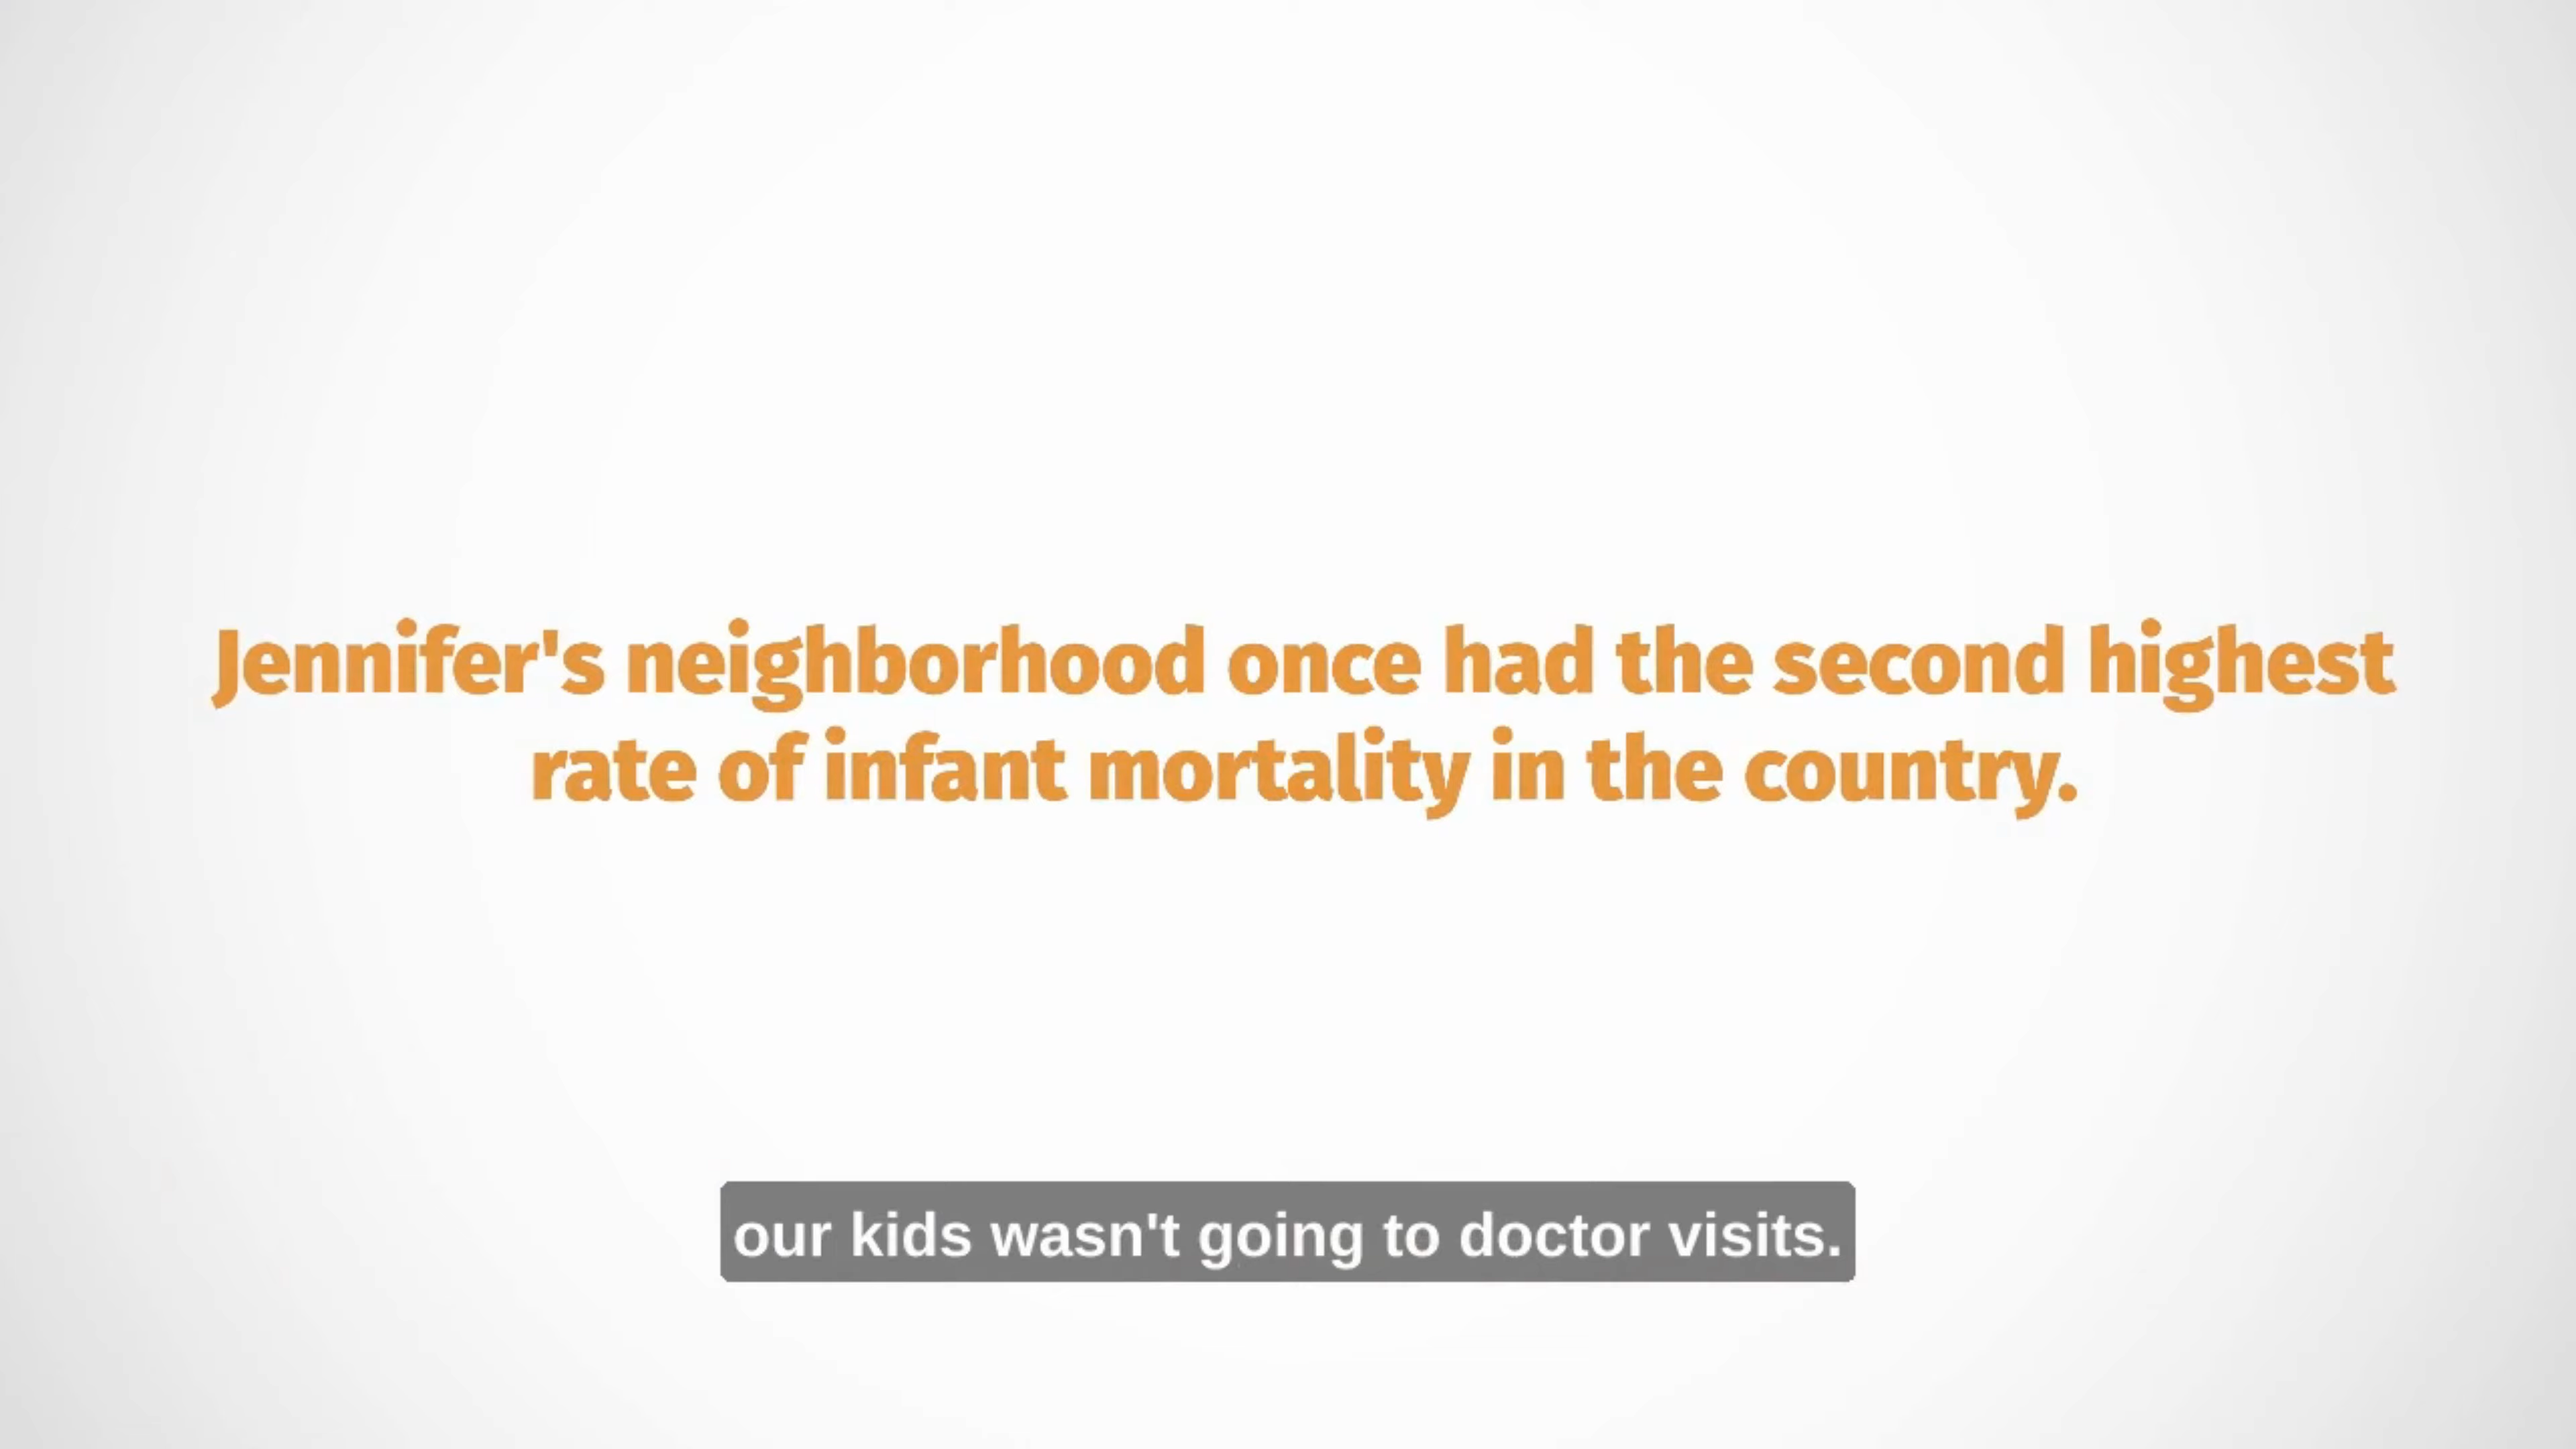 Jennifer's neighborhood once had the second highest
rate of infant mortality in the country.
our kids wasn't going to doctor visits.